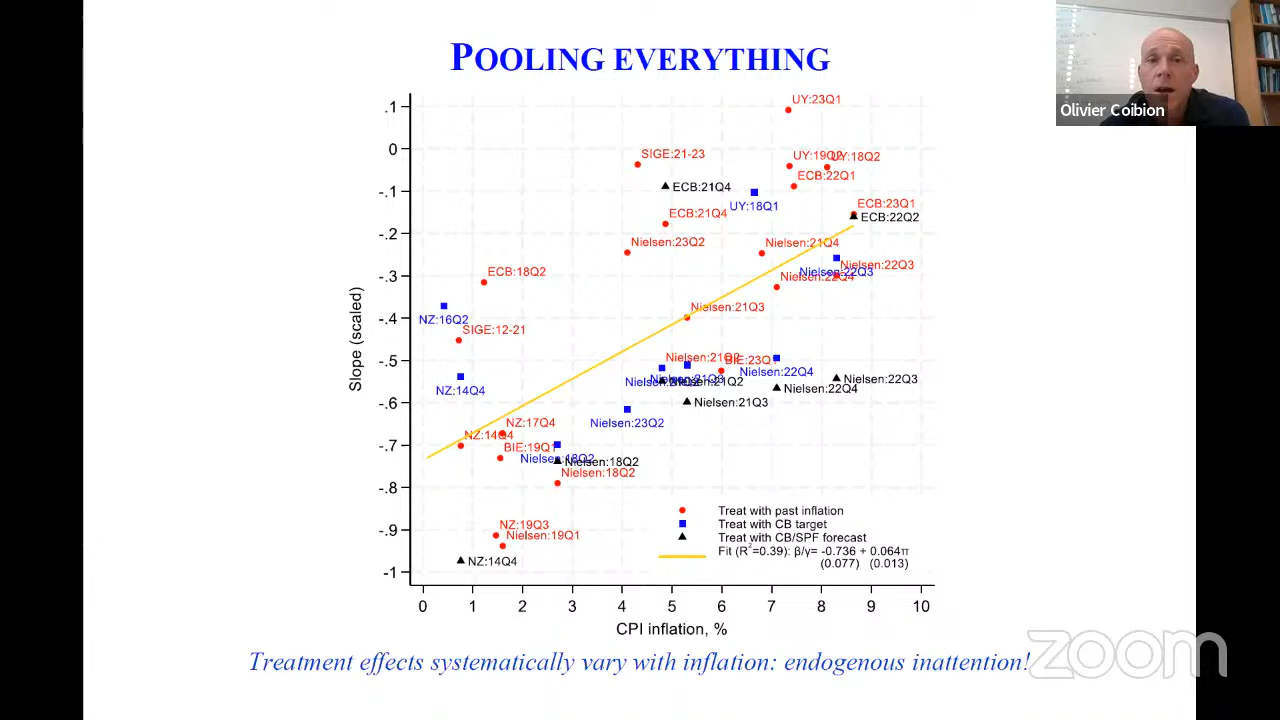 POOLING EVERYTHING
Olivier Coibion
.1
0
-.1
-.2
-.3
-.4
-.5
-.6
-.7
-.8
-.9
-1
Slope (scaled)
UY:23Q1
SIGE:21-23
UY:19Q2
UY:18Q2
ECB:22Q1
ECB:21Q4
UY:18Q1
ECB:23Q1
ECB:21Q4
ECB:22Q2
Nielsen:23Q2
Nielsen:21Q4
Nielsen:22Q3
Nielsen:22Q3
ECB:18Q2
Nielsen:22Q4
Nielsen:21Q3
NZ:16Q2
SIGE:12-21
Nielsen:21Q2
BIE:23Q1
Nielsen:22Q4
Nielsen:22Q3
Nielsen:21Q3
Nielsen:21Q2
NZ:14Q4
Nielsen:22Q4
Nielsen:21Q3
Nielsen:23Q2
NZ:17Q4
NZ:14Q4
BIE:19Q1
Nielsen:18Q2
Nielsen:18Q2
Nielsen:18Q2
NZ:19Q3
Nielsen:19Q1
NZ:14Q4
Treat with past inflation
Treat with CB target
Treat with CB/SPF forecast
Fit (R²=0.39): β/γ= -0.736 + 0.064π
(0.077) (0.013)
0 1 2 3 4 5 6 7 8 9 10
CPI inflation, %
Treatment effects systematically vary with inflation: endogenous inattention!
zoom